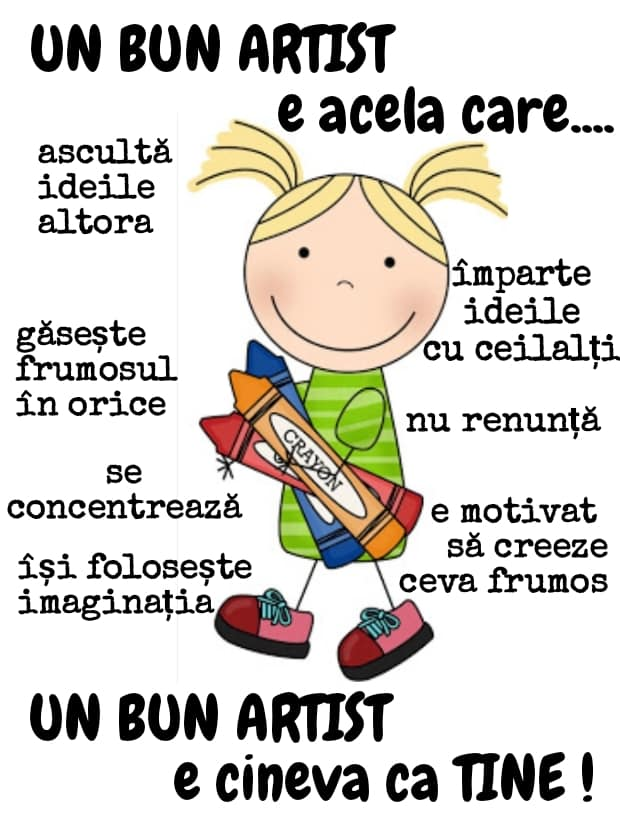 UN BUN ARTIST
e acela care....
ascultă
ideile
altora
împarte
ideile
cu ceilalți
găsește
frumosul
în orice
nu renunță
CRAYON
se
concentrează
e motivat
să creeze
ceva frumos
își folosește
imaginația
UN BUN ARTIST
e cineva ca TINE !